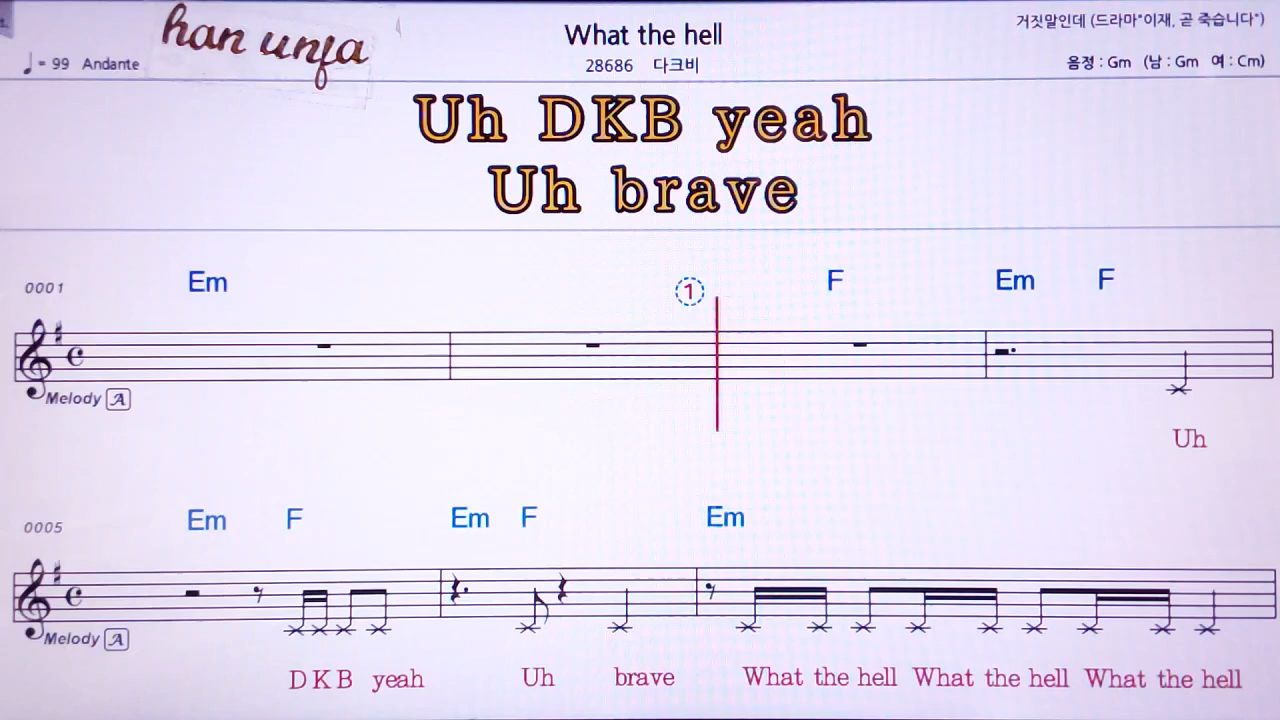 han unja
What the hell
거짓말인데 (드라마"이재, 곧 죽습니다")
♩= 99 Andante
28686 다크비
음정 : Gm (남 : Gm 여 : Cm)
Uh DKB yeah
Uh brave
0001 Em 1 F Em F
Melody A
Uh
0005 Em F Em F Em
Melody A
D K B yeah Uh brave What the hell What the hell What the hell